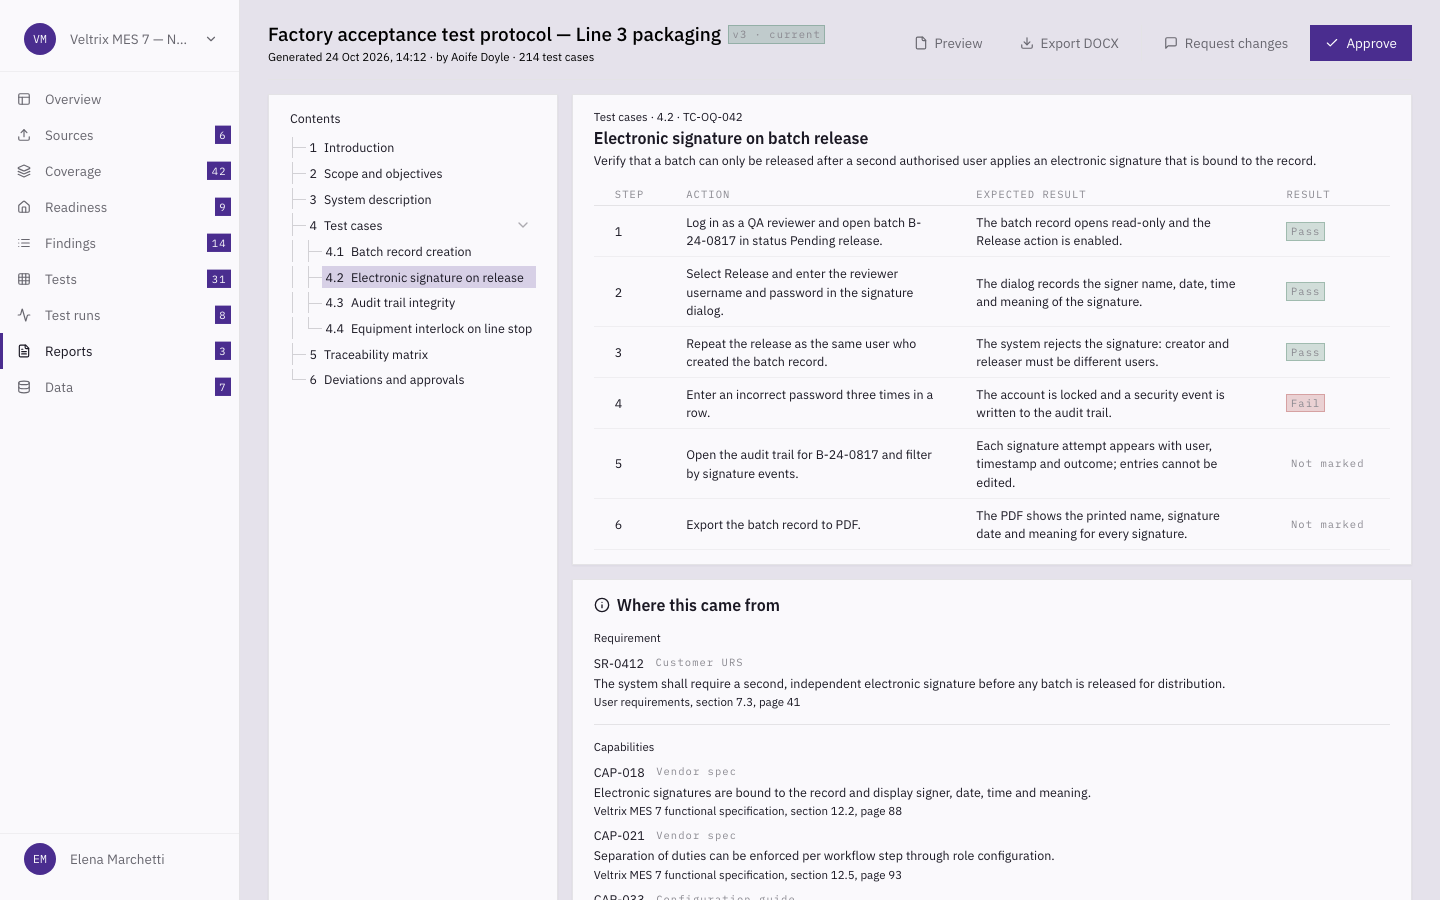 VM Veltrix MES 7 — N...
Overview
Sources 6
Coverage 42
Readiness 9
Findings 14
Tests 31
Test runs 8
Reports 3
Data 7
EM Elena Marchetti
Factory acceptance test protocol — Line 3 packaging v3 · current
Generated 24 Oct 2026, 14:12 · by Aoife Doyle · 214 test cases
Preview
Export DOCX
Request changes
Approve
Contents
1 Introduction
2 Scope and objectives
3 System description
4 Test cases
4.1 Batch record creation
4.2 Electronic signature on release
4.3 Audit trail integrity
4.4 Equipment interlock on line stop
5 Traceability matrix
6 Deviations and approvals
Test cases · 4.2 · TC-OQ-042
Electronic signature on batch release
Verify that a batch can only be released after a second authorised user applies an electronic signature that is bound to the record.
STEP ACTION EXPECTED RESULT RESULT
1
Log in as a QA reviewer and open batch B-
24-0817 in status Pending release.
The batch record opens read-only and the
Release action is enabled.
Pass
2
Select Release and enter the reviewer
username and password in the signature
dialog.
The dialog records the signer name, date, time
and meaning of the signature.
Pass
3
Repeat the release as the same user who
created the batch record.
The system rejects the signature: creator and
releaser must be different users.
Pass
4
Enter an incorrect password three times in a
row.
The account is locked and a security event is
written to the audit trail.
Fail
5
Open the audit trail for B-24-0817 and filter
by signature events.
Each signature attempt appears with user,
timestamp and outcome; entries cannot be
edited.
Not marked
6
Export the batch record to PDF.
The PDF shows the printed name, signature
date and meaning for every signature.
Not marked
Where this came from
Requirement
SR-0412 Customer URS
The system shall require a second, independent electronic signature before any batch is released for distribution.
User requirements, section 7.3, page 41
Capabilities
CAP-018 Vendor spec
Electronic signatures are bound to the record and display signer, date, time and meaning.
Veltrix MES 7 functional specification, section 12.2, page 88
CAP-021 Vendor spec
Separation of duties can be enforced per workflow step through role configuration.
Veltrix MES 7 functional specification, section 12.5, page 93
CAP-033 Configuration guide